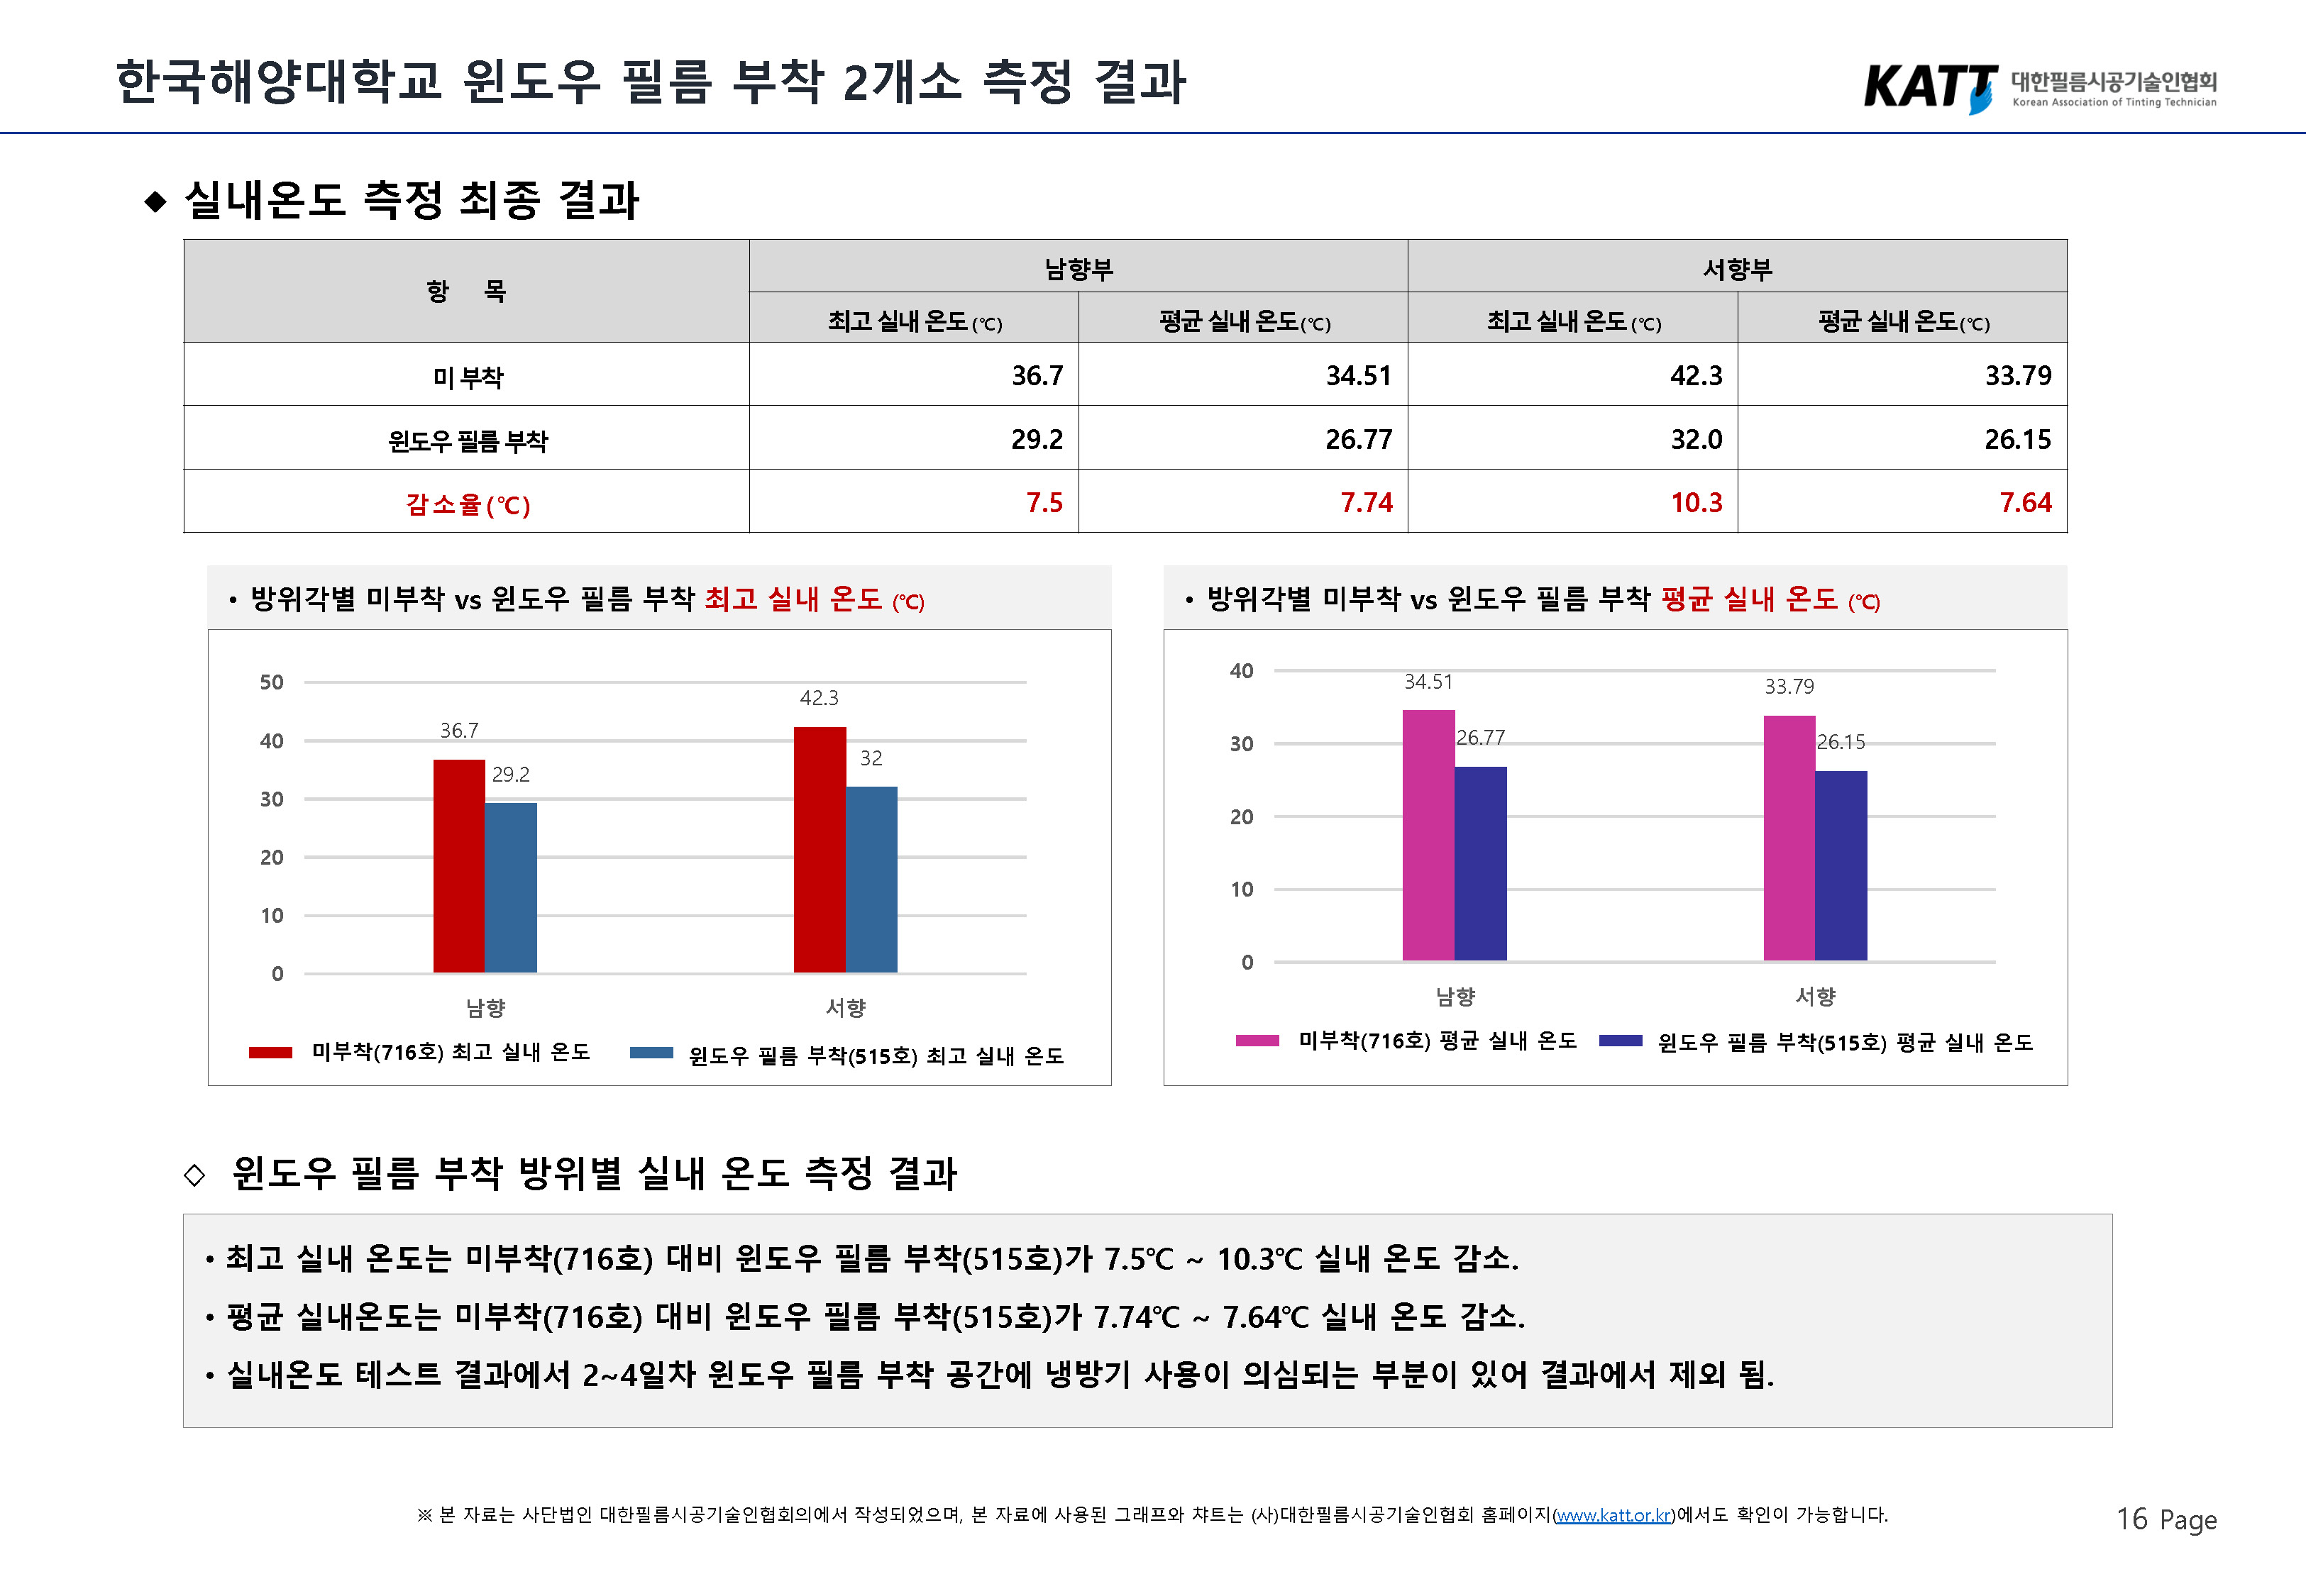 한국해양대학교 윈도우 필름 부착 2개소 측정 결과
KATT 대한필름시공기술인협회
Korean Association of Tinting Technician
◆ 실내온도 측정 최종 결과
항 목 남향부 서향부
최고 실내 온도(℃) 평균 실내 온도(℃) 최고 실내 온도(℃) 평균 실내 온도(℃)
미 부착 36.7 34.51 42.3 33.79
윈도우 필름 부착 29.2 26.77 32.0 26.15
감소율(℃) 7.5 7.74 10.3 7.64
• 방위각별 미부착 vs 윈도우 필름 부착 최고 실내 온도 (℃)
50
40
30
20
10
0
36.7
29.2
42.3
32
남향 서향
미부착(716호) 최고 실내 온도 윈도우 필름 부착(515호) 최고 실내 온도
• 방위각별 미부착 vs 윈도우 필름 부착 평균 실내 온도 (℃)
40
30
20
10
0
34.51
26.77
33.79
26.15
남향 서향
미부착(716호) 평균 실내 온도 윈도우 필름 부착(515호) 평균 실내 온도
◇ 윈도우 필름 부착 방위별 실내 온도 측정 결과
• 최고 실내 온도는 미부착(716호) 대비 윈도우 필름 부착(515호)가 7.5℃ ~ 10.3℃ 실내 온도 감소.
• 평균 실내온도는 미부착(716호) 대비 윈도우 필름 부착(515호)가 7.74℃ ~ 7.64℃ 실내 온도 감소.
• 실내온도 테스트 결과에서 2~4일차 윈도우 필름 부착 공간에 냉방기 사용이 의심되는 부분이 있어 결과에서 제외 됨.
※ 본 자료는 사단법인 대한필름시공기술인협회의에서 작성되었으며, 본 자료에 사용된 그래프와 챠트는 (사)대한필름시공기술인협회 홈페이지(www.katt.or.kr)에서도 확인이 가능합니다.
16 Page